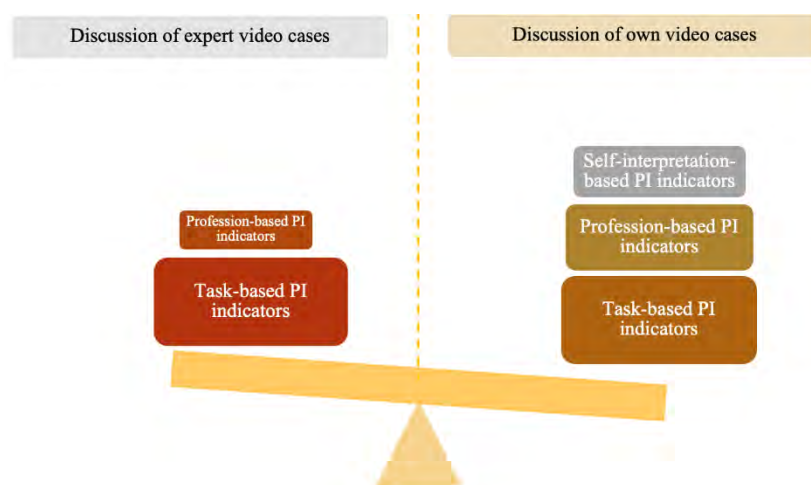 Discussion of expert video cases
Discussion of own video cases
Self-interpretation-
based PI indicators
Profession-based PI
indicators
Profession-based PI
indicators
Task-based PI
indicators
Task-based PI
indicators